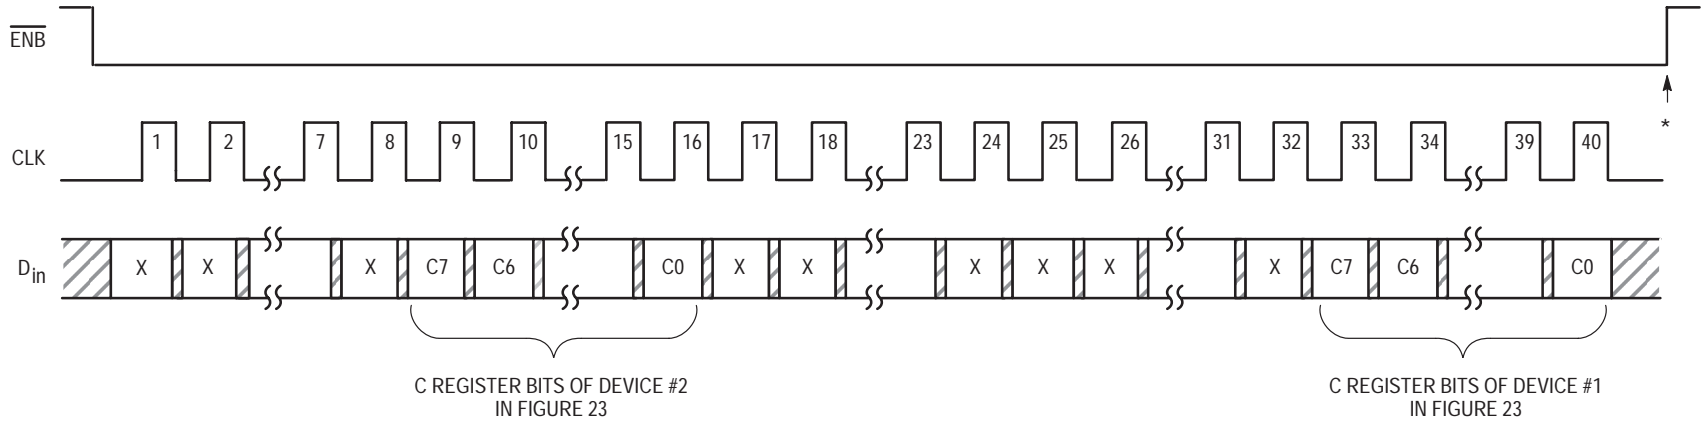 ENB
CLK
1 2 7 8 9 10 15 16 17 18 23 24 25 26 31 32 33 34 39 40
*
Din
X X X C7 C6 C0 X X X X X X C7 C6 C0
C REGISTER BITS OF DEVICE #2
IN FIGURE 23
C REGISTER BITS OF DEVICE #1
IN FIGURE 23